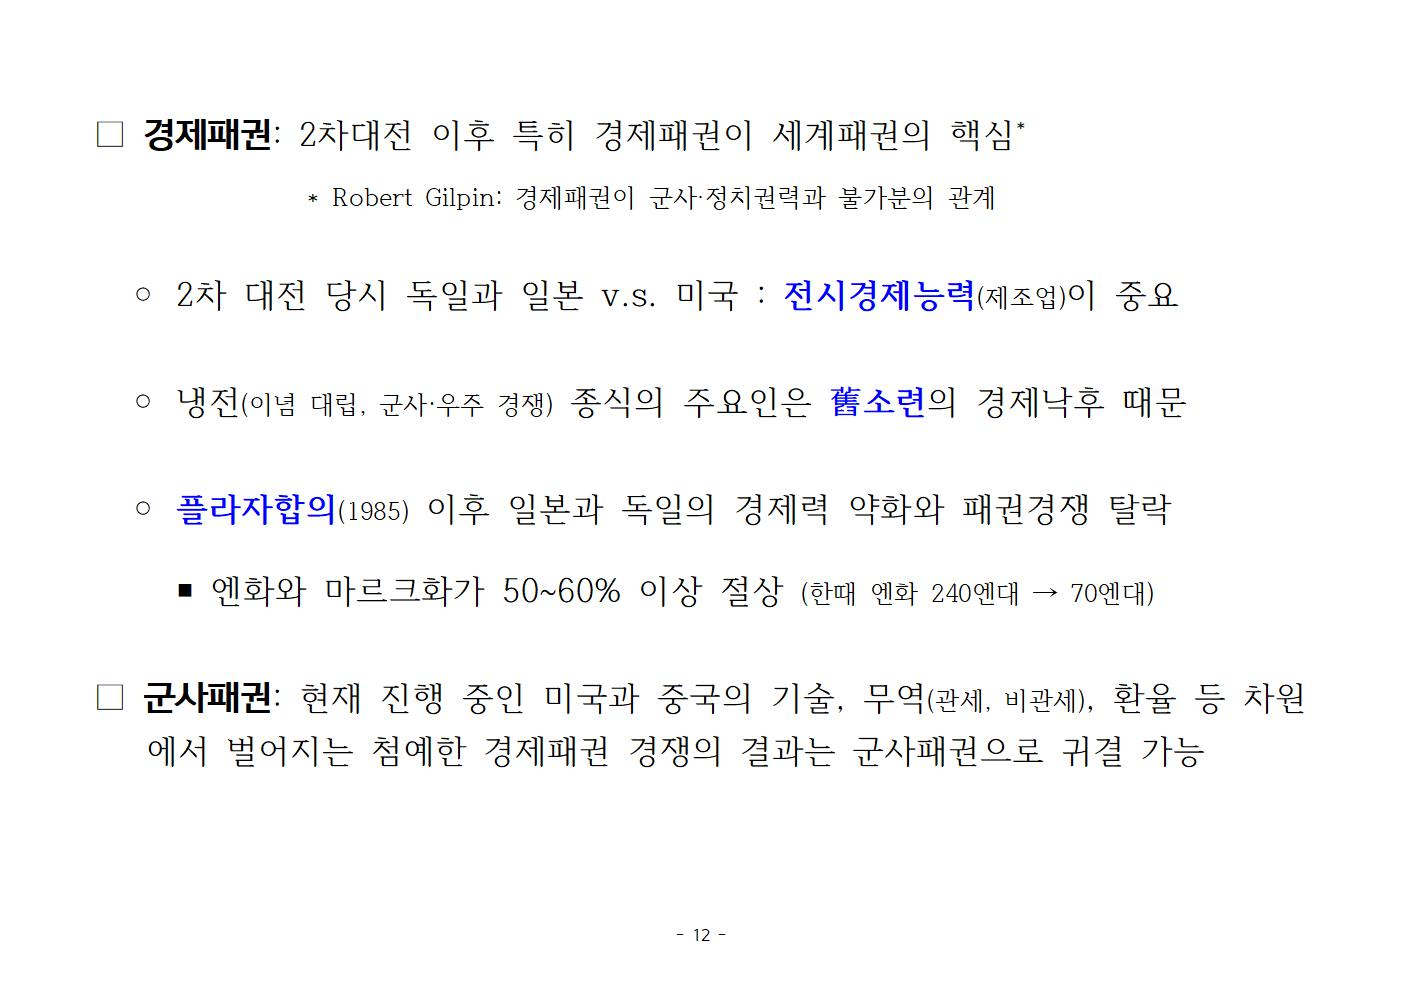 □ 경제패권: 2차대전 이후 특히 경제패권이 세계패권의 핵심*
* Robert Gilpin: 경제패권이 군사·정치권력과 불가분의 관계
○ 2차 대전 당시 독일과 일본 v.s. 미국 : 전시경제능력(제조업)이 중요
○ 냉전(이념 대립, 군사·우주 경쟁) 종식의 주요인은 舊소련의 경제낙후 때문
○ 플라자합의(1985) 이후 일본과 독일의 경제력 약화와 패권경쟁 탈락
■ 엔화와 마르크화가 50~60% 이상 절상 (한때 엔화 240엔대 → 70엔대)
□ 군사패권: 현재 진행 중인 미국과 중국의 기술, 무역(관세, 비관세), 환율 등 차원
에서 벌어지는 첨예한 경제패권 경쟁의 결과는 군사패권으로 귀결 가능
- 12 -